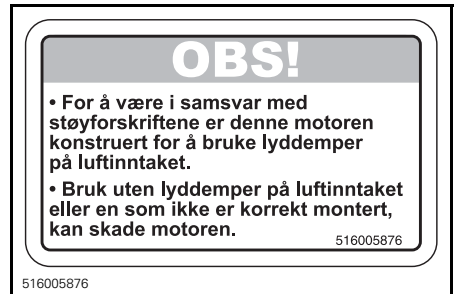 OBS!
• For å være i samsvar med
støyforskriftene er denne motoren
konstruert for å bruke lyddemper
på luftinntaket.
• Bruk uten lyddemper på luftinntaket
eller en som ikke er korrekt montert,
kan skade motoren.
516005876
516005876